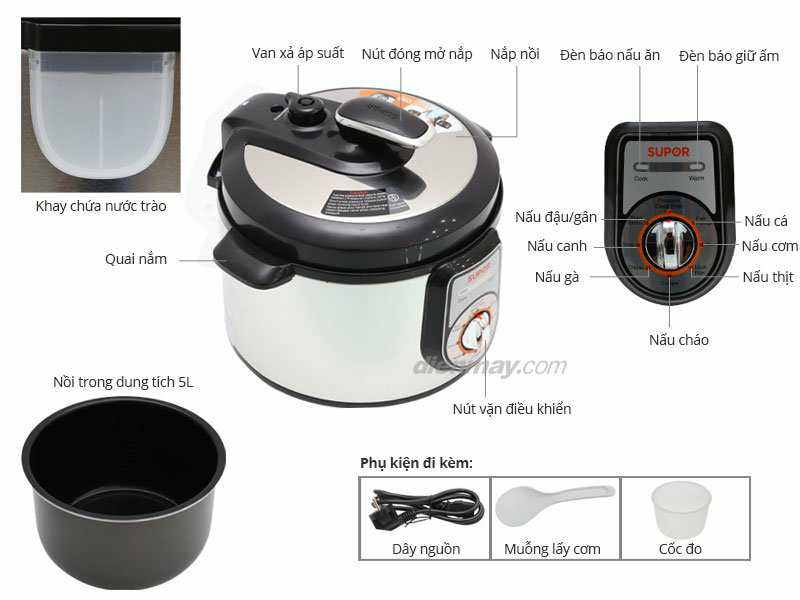 Van xả áp suất
Nút đóng mở nắp
Nắp nồi
Đèn báo nấu ăn
Đèn báo giữ ấm
SUPOR
Cook
Warm
Khay chứa nước trào
Nấu đậu/gân
Nấu cá
Nấu canh
Nấu cơm
Quai nắm
Nấu gà
Nấu thịt
SUPOR
Nấu cháo
dienmay.com
Nồi trong dung tích 5L
Nút vặn điều khiển
Phụ kiện đi kèm:
Dây nguồn
Muỗng lấy cơm
Cốc đo